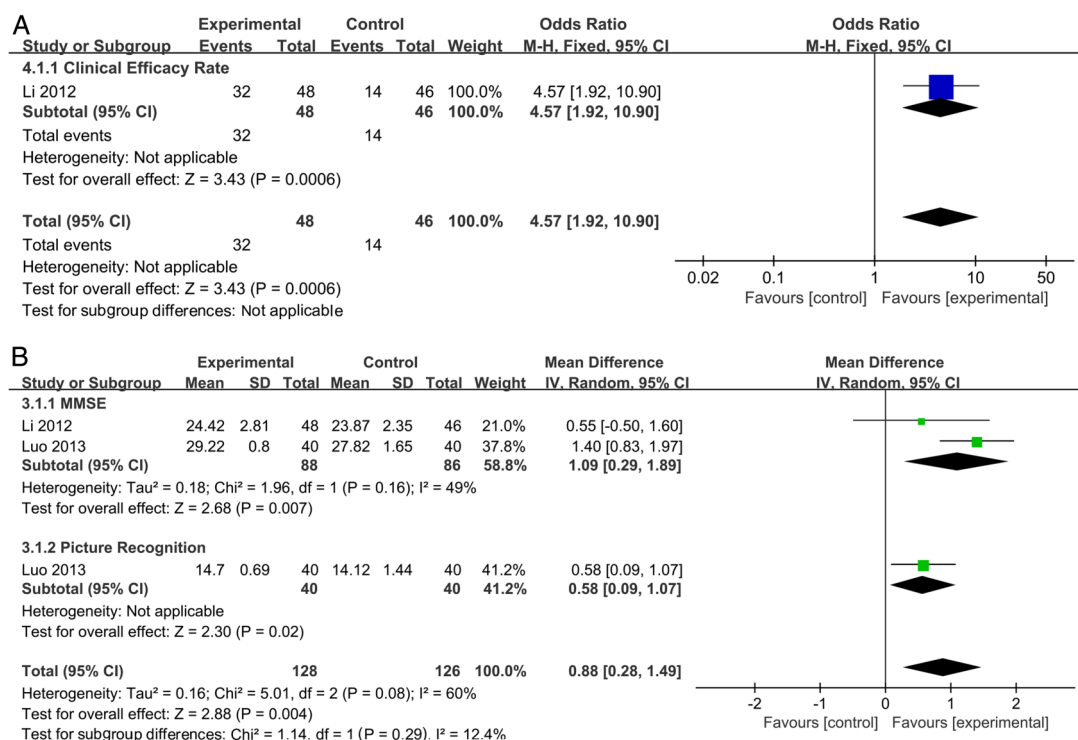 A
Experimental Control Odds Ratio Odds Ratio
Study or Subgroup Events Total Events Total Weight M-H, Fixed, 95% CI M-H, Fixed, 95% CI
4.1.1 Clinical Efficacy Rate
Li 2012 32 48 14 46 100.0% 4.57 [1.92, 10.90]
Subtotal (95% CI) 48 46 100.0% 4.57 [1.92, 10.90]
Total events 32 14
Heterogeneity: Not applicable
Test for overall effect: Z = 3.43 (P = 0.0006)
Total (95% CI) 48 46 100.0% 4.57 [1.92, 10.90]
Total events 32 14
Heterogeneity: Not applicable
Test for overall effect: Z = 3.43 (P = 0.0006)
Test for subgroup differences: Not applicable
0.02 0.1 1 10 50
Favours [control] Favours [experimental]
B
Experimental Control Mean Difference Mean Difference
Study or Subgroup Mean SD Total Mean SD Total Weight IV, Random, 95% CI IV, Random, 95% CI
3.1.1 MMSE
Li 2012 24.42 2.81 48 23.87 2.35 46 21.0% 0.55 [-0.50, 1.60]
Luo 2013 29.22 0.8 40 27.82 1.65 40 37.8% 1.40 [0.83, 1.97]
Subtotal (95% CI) 88 86 58.8% 1.09 [0.29, 1.89]
Heterogeneity: Tau² = 0.18; Chi² = 1.96, df = 1 (P = 0.16); I² = 49%
Test for overall effect: Z = 2.68 (P = 0.007)
3.1.2 Picture Recognition
Luo 2013 14.7 0.69 40 14.12 1.44 40 41.2% 0.58 [0.09, 1.07]
Subtotal (95% CI) 40 40 41.2% 0.58 [0.09, 1.07]
Heterogeneity: Not applicable
Test for overall effect: Z = 2.30 (P = 0.02)
Total (95% CI) 128 126 100.0% 0.88 [0.28, 1.49]
Heterogeneity: Tau² = 0.16; Chi² = 5.01, df = 2 (P = 0.08); I² = 60%
Test for overall effect: Z = 2.88 (P = 0.004)
Test for subgroup differences: Chi² = 1.14, df = 1 (P = 0.29), I² = 12.4%
-2 -1 0 1 2
Favours [control] Favours [experimental]